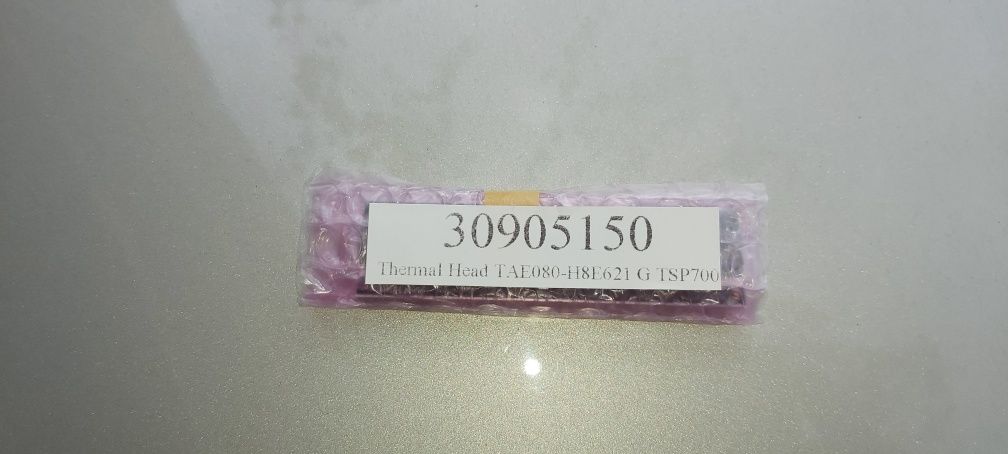 30905150
Thermal Head TAE080-H8E621 G TSP700